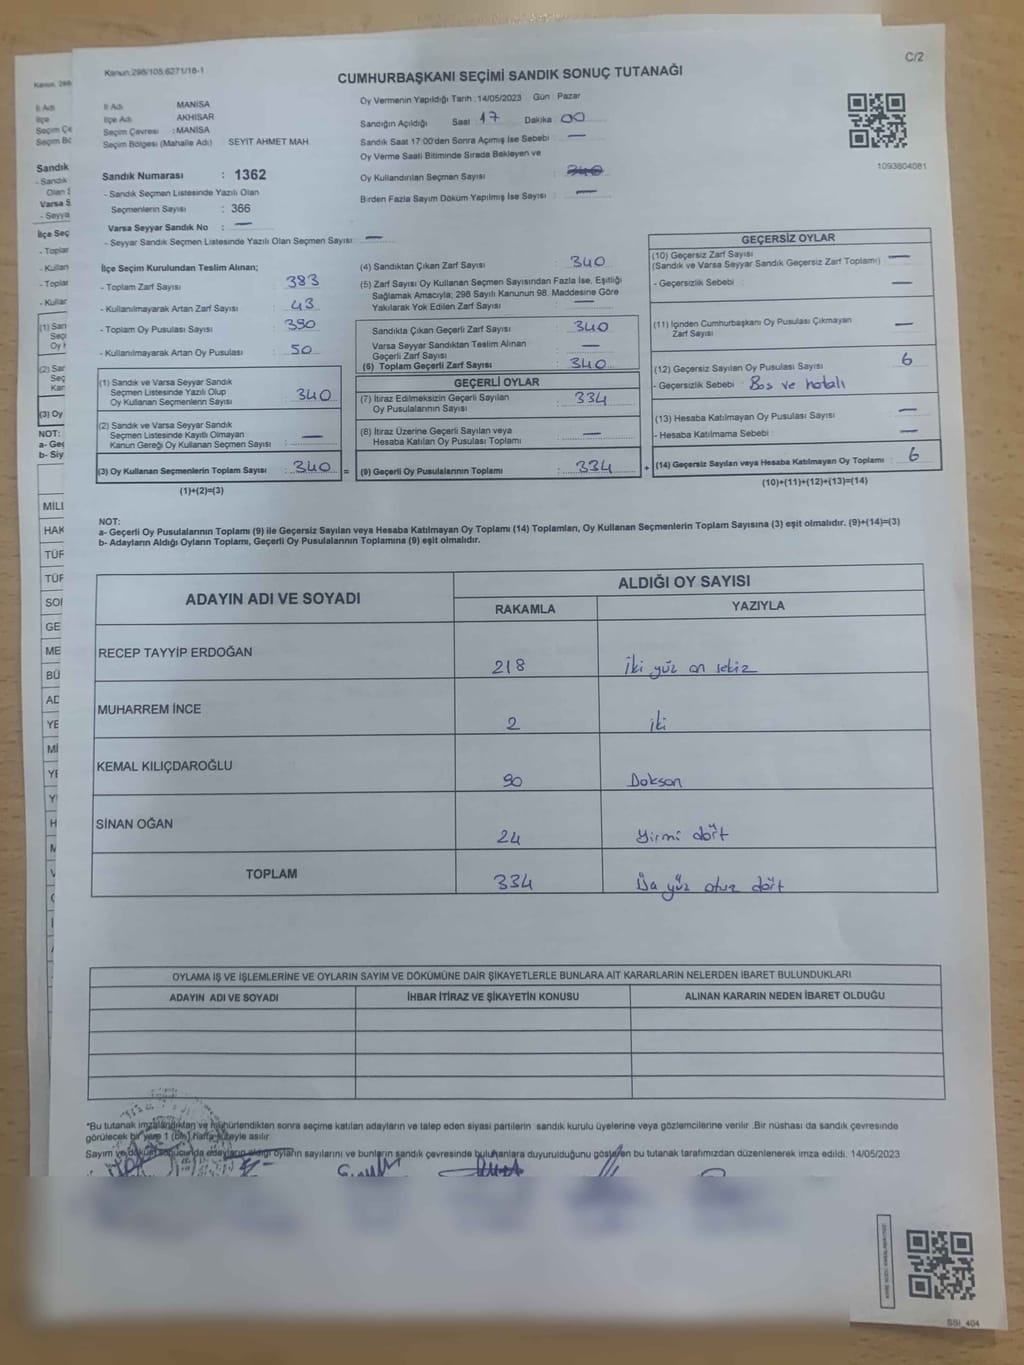 Kanun.298/105.6271/18-1
C/2
CUMHURBAŞKANI SEÇİMİ SANDIK SONUÇ TUTANAĞI
İl Adı MANİSA
İlçe Adı AKHİSAR
Seçim Çevresi : MANİSA
Seçim Bölgesi (Mahalle Adı) SEYİT AHMET MAH.
Oy Vermenin Yapıldığı Tarih : 14/05/2023 Gün : Pazar
Sandığın Açıldığı Saat 17 Dakika 00
Sandık Saat 17:00'den Sonra Açımış İse Sebebi : —
Oy Verme Saati Bitiminde Sırada Bekleyen ve
Oy Kullandırılan Seçmen Sayısı : 340
Birden Fazla Sayım Döküm Yapılmış İse Sayısı : —
1093804081
Sandık Numarası : 1362
- Sandık Seçmen Listesinde Yazılı Olan
Seçmenlerin Sayısı : 366
Varsa Seyyar Sandık No : —
- Seyyar Sandık Seçmen Listesinde Yazılı Olan Seçmen Sayısı: —
İlçe Seçim Kurulundan Teslim Alınan;
- Toplam Zarf Sayısı : 383
- Kullanılmayarak Artan Zarf Sayısı : 43
- Toplam Oy Pusulası Sayısı : 390
- Kullanılmayarak Artan Oy Pusulası : 50
(1) Sandık ve Varsa Seyyar Sandık
Seçmen Listesinde Yazılı Olup
Oy Kullanan Seçmenlerin Sayısı : 340
(2) Sandık ve Varsa Seyyar Sandık
Seçmen Listesinde Kayıtlı Olmayan
Kanun Gereği Oy Kullanan Seçmen Sayısı : —
(3) Oy Kullanan Seçmenlerin Toplam Sayısı : 340 =
(1)+(2)=(3)
(4) Sandıktan Çıkan Zarf Sayısı : 340
(5) Zarf Sayısı Oy Kullanan Seçmen Sayısından Fazla İse, Eşitliği
Sağlamak Amacıyla; 298 Sayılı Kanunun 98. Maddesine Göre
Yakılarak Yok Edilen Zarf Sayısı : —
Sandıkta Çıkan Geçerli Zarf Sayısı : 340
Varsa Seyyar Sandıktan Teslim Alınan
Geçerli Zarf Sayısı : —
(6) Toplam Geçerli Zarf Sayısı : 340
GEÇERLİ OYLAR
(7) İtiraz Edilmeksizin Geçerli Sayılan
Oy Pusulalarının Sayısı : 334
(8) İtiraz Üzerine Geçerli Sayılan veya
Hesaba Katılan Oy Pusulası Toplamı : —
(9) Geçerli Oy Pusulalarının Toplamı : 334 +
GEÇERSİZ OYLAR
(10) Geçersiz Zarf Sayısı
(Sandık ve Varsa Seyyar Sandık Geçersiz Zarf Toplamı) : —
- Geçersizlik Sebebi : —
(11) İçinden Cumhurbaşkanı Oy Pusulası Çıkmayan
Zarf Sayısı : —
(12) Geçersiz Sayılan Oy Pusulası Sayısı : 6
- Geçersizlik Sebebi : Boş ve hatalı
(13) Hesaba Katılmayan Oy Pusulası Sayısı : —
- Hesaba Katılmama Sebebi : —
(14) Geçersiz Sayılan veya Hesaba Katılmayan Oy Toplamı : 6
(10)+(11)+(12)+(13)=(14)
NOT:
a- Geçerli Oy Pusulalarının Toplamı (9) ile Geçersiz Sayılan veya Hesaba Katılmayan Oy Toplamı (14) Toplamları, Oy Kullanan Seçmenlerin Toplam Sayısına (3) eşit olmalıdır. (9)+(14)=(3)
b- Adayların Aldığı Oyların Toplamı, Geçerli Oy Pusulalarının Toplamına (9) eşit olmalıdır.
ADAYIN ADI VE SOYADI
ALDIĞI OY SAYISI
RAKAMLA YAZIYLA
RECEP TAYYİP ERDOĞAN 218 İki yüz on sekiz
MUHARREM İNCE 2 iki
KEMAL KILIÇDAROĞLU 90 Doksan
SİNAN OĞAN 24 Yirmi dört
TOPLAM 334 Üç yüz otuz dört
OYLAMA İŞ VE İŞLEMLERİNE VE OYLARIN SAYIM VE DÖKÜMÜNE DAİR ŞİKAYETLERLE BUNLARA AİT KARARLARIN NELERDEN İBARET BULUNDUKLARI
ADAYIN ADI VE SOYADI İHBAR İTİRAZ VE ŞİKAYETİN KONUSU ALINAN KARARIN NEDEN İBARET OLDUĞU
*Bu tutanak imzalandıktan ve mühürlendikten sonra seçime katılan adayların ve talep eden siyasi partilerin sandık kurulu üyelerine veya gözlemcilerine verilir .Bir nüshası da sandık çevresinde
görülecek bir yere 1 (bir) hafta süreyle asılır.
Sayım ve döküm sonucunda adayların aldığı oyların sayılarını ve bunların sandık çevresinde bulunanlara duyurulduğunu gösteren bu tutanak tarafımızdan düzenlenerek imza edildi. 14/05/2023
SSI_404